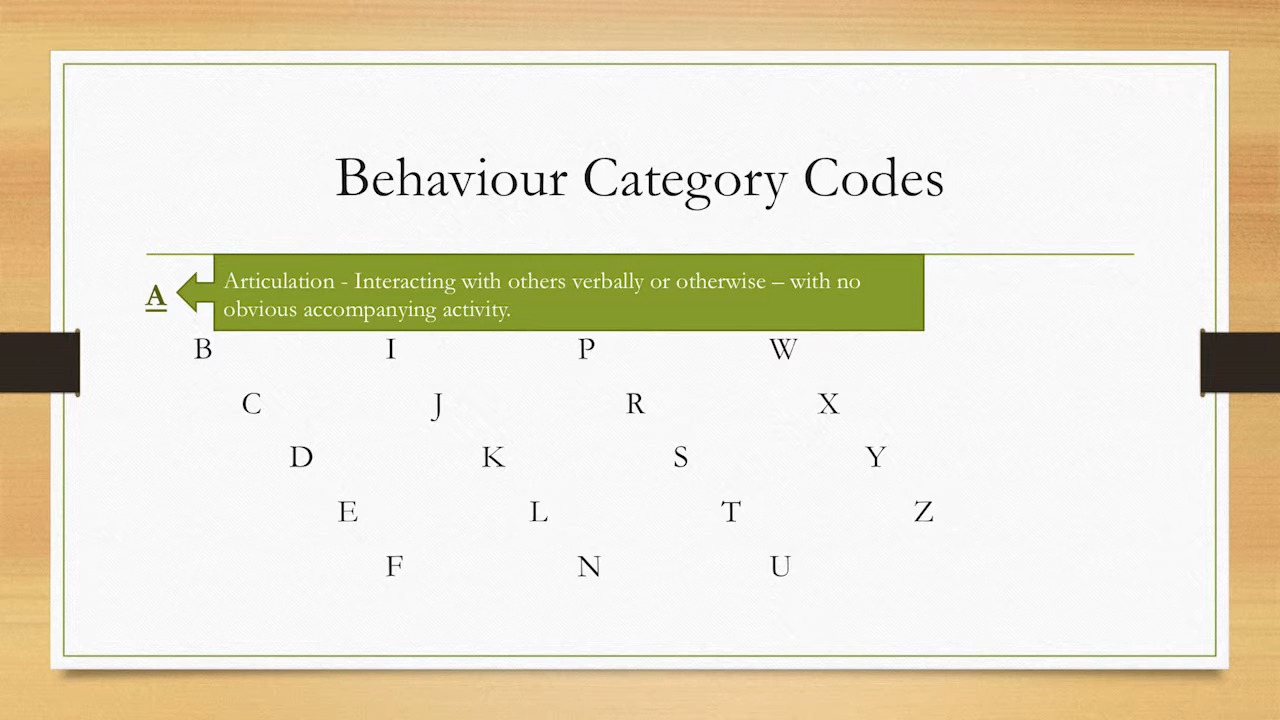 Behaviour Category Codes
A
Articulation - Interacting with others verbally or otherwise – with no
obvious accompanying activity.
B I P W
C J R X
D K S Y
E L T Z
F N U